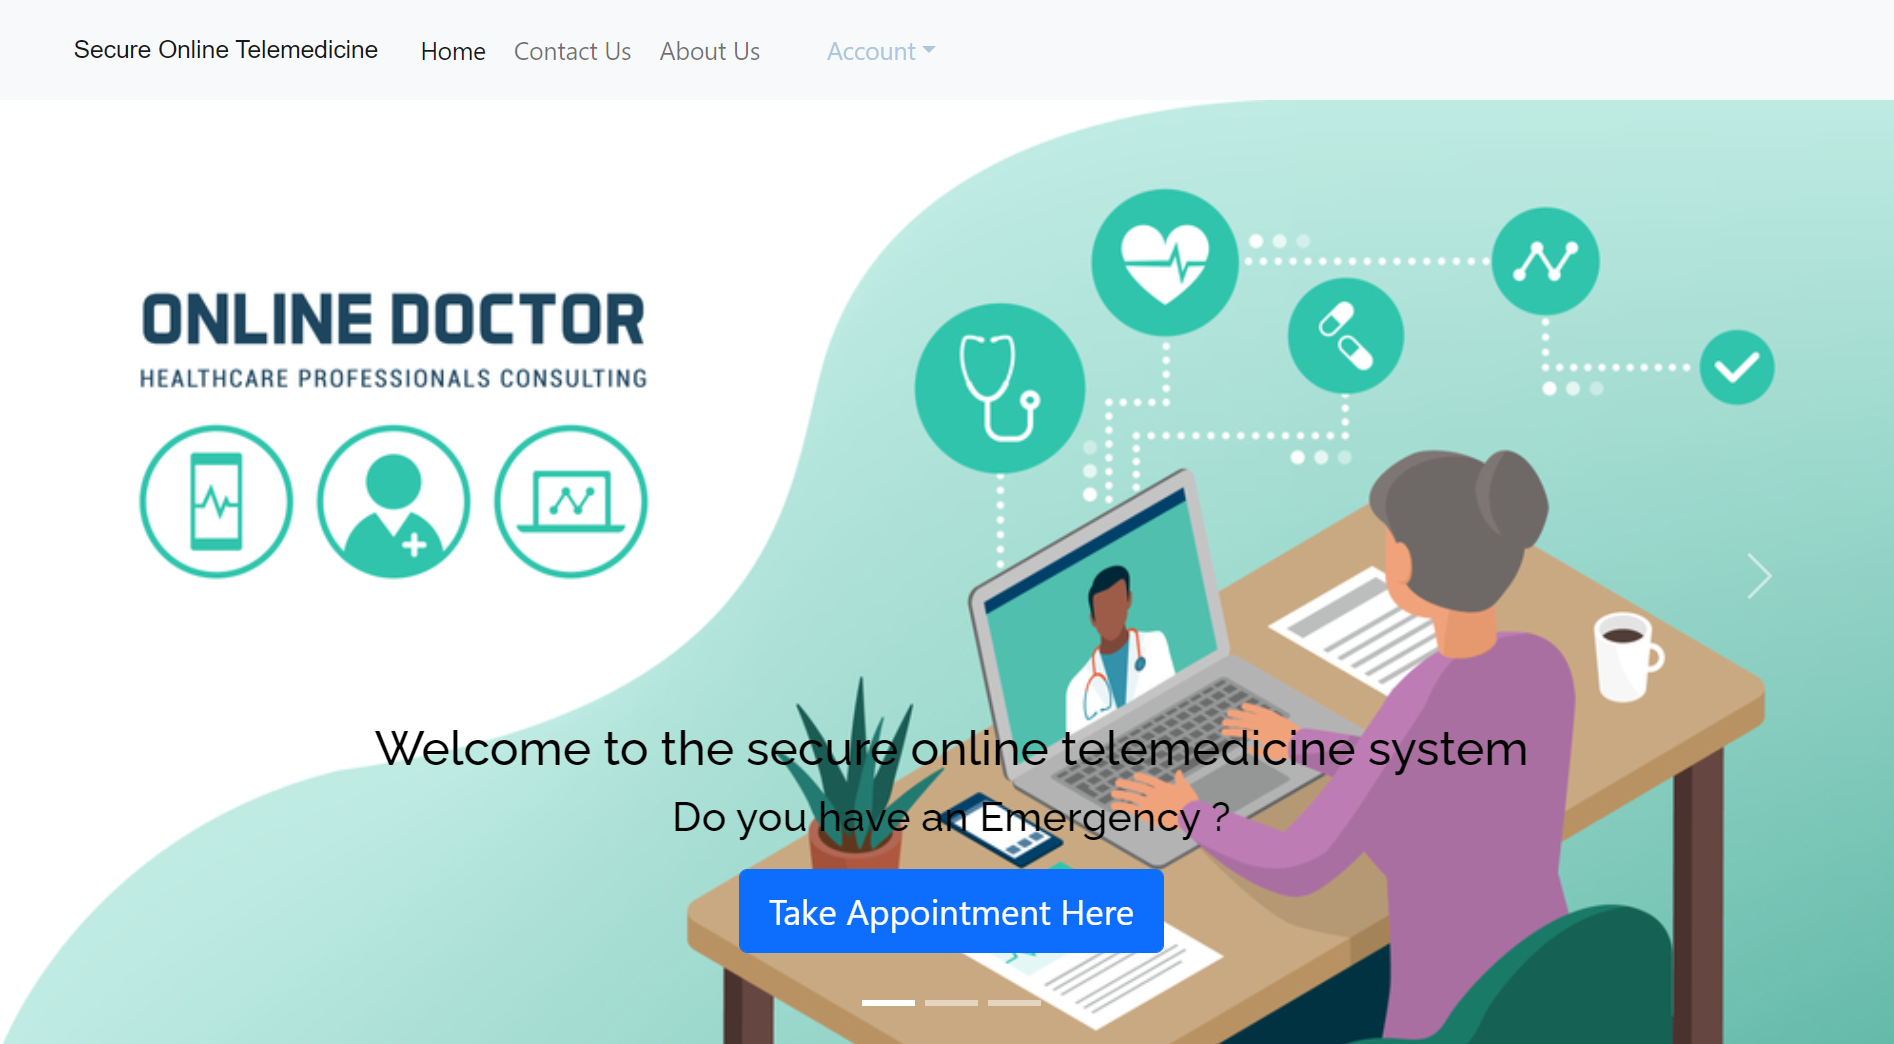 Secure Online Telemedicine Home Contact Us About Us Account
ONLINE DOCTOR
HEALTHCARE PROFESSIONALS CONSULTING
Welcome to the secure online telemedicine system
Do you have an Emergency ?
Take Appointment Here